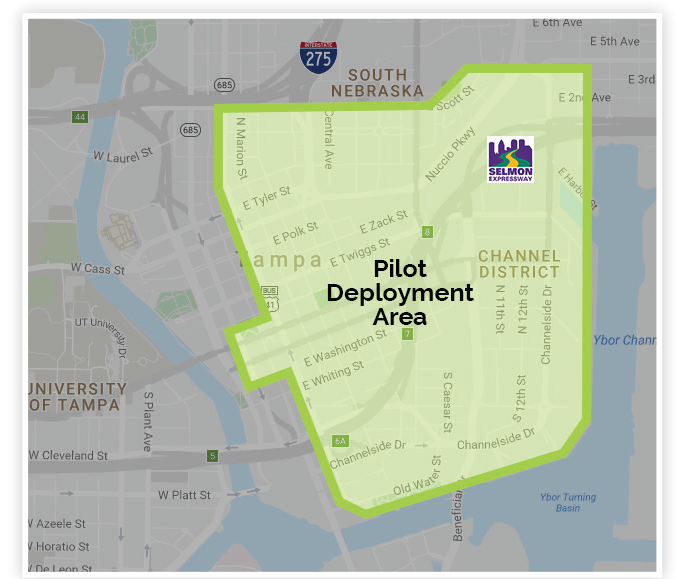 E 6th Ave
E 5th Ave
INTERSTATE
275
SOUTH
NEBRASKA
E 3rd
685
Scott St
E 2nd Ave
44
685
N Marion St
Central Ave
Nuccio Pkwy
SELMON
EXPRESSWAY
W Laurel St
E Harbo St
E Tyler St
E Zack St
E Polk St
8
E Twiggs St
Tampa
CHANNEL
DISTRICT
W Cass St
Pilot
Deployment
Area
BUS
41
N 11th St
N 12th St
Channelside Dr
UT University Dr
7
Ybor Chann
E Washington St
E Whiting St
UNIVERSITY
OF TAMPA
S Plant Ave
S Caesar St
S 12th St
6A
Channelside Dr
Channelside Dr
W Cleveland St
5
Old Water St
W Platt St
Beneficial
Ybor Turning
Basin
W Azeele St
W Horatio St
W De Leon St